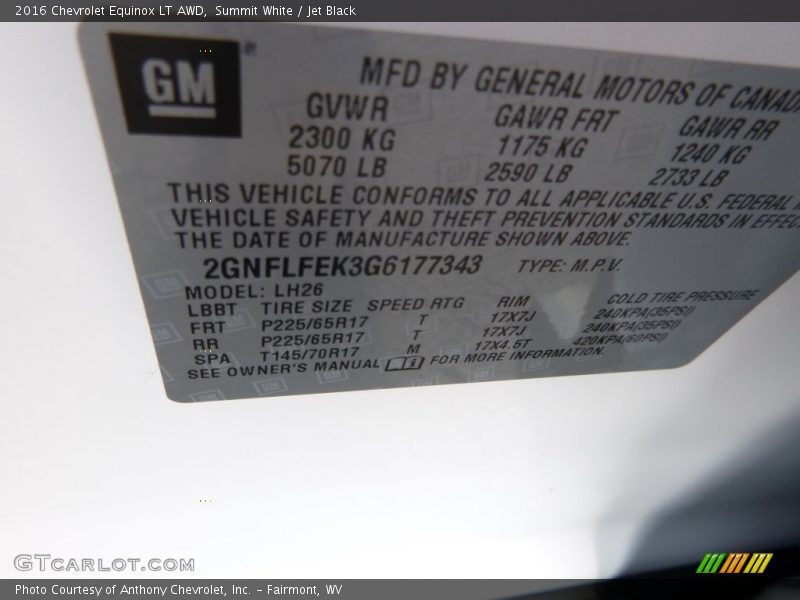 2016 Chevrolet Equinox LT AWD,  Summit White / Jet Black
GM ®
MFD BY GENERAL MOTORS OF CANADA
GVWR GAWR FRT GAWR RR
2300 KG 1175 KG 1240 KG
5070 LB 2590 LB 2733 LB
THIS VEHICLE CONFORMS TO ALL APPLICABLE U.S. FEDERAL
VEHICLE SAFETY AND THEFT PREVENTION STANDARDS IN EFFEC
THE DATE OF MANUFACTURE SHOWN ABOVE.
2GNFLFEK3G6177343 TYPE: M.P.V.
MODEL: LH26
LBBT TIRE SIZE SPEED RTG RIM COLD TIRE PRESSURE
FRT P225/65R17 T 17X7J 240KPA(35PSI)
RR P225/65R17 T 17X7J 240KPA(35PSI)
SPA T145/70R17 M 17X4.5T 420KPA(60PSI)
SEE OWNER'S MANUAL FOR MORE INFORMATION.
GTCARLOT.COM
Photo Courtesy of Anthony Chevrolet, Inc. – Fairmont, WV